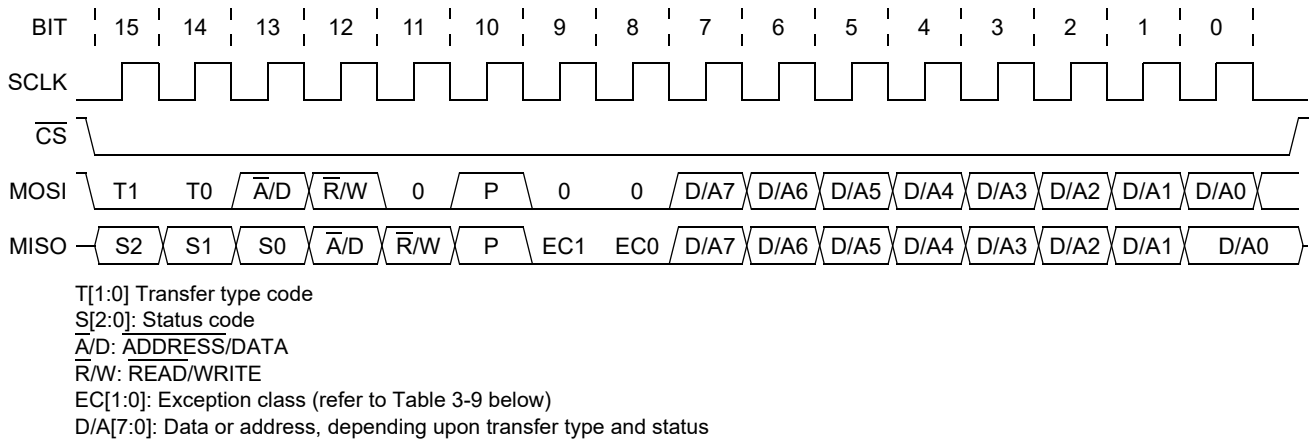 BIT 15 14 13 12 11 10 9 8 7 6 5 4 3 2 1 0
SCLK
C̅S̅
MOSI T1 T0 A̅/D R̅/W 0 P 0 0 D/A7 D/A6 D/A5 D/A4 D/A3 D/A2 D/A1 D/A0
MISO S2 S1 S0 A̅/D R̅/W P EC1 EC0 D/A7 D/A6 D/A5 D/A4 D/A3 D/A2 D/A1 D/A0
T[1:0] Transfer type code
S[2:0]: Status code
A̅/D: A̅D̅D̅R̅E̅S̅S̅/DATA
R̅/W: R̅E̅A̅D̅/WRITE
EC[1:0]: Exception class (refer to Table 3-9 below)
D/A[7:0]: Data or address, depending upon transfer type and status